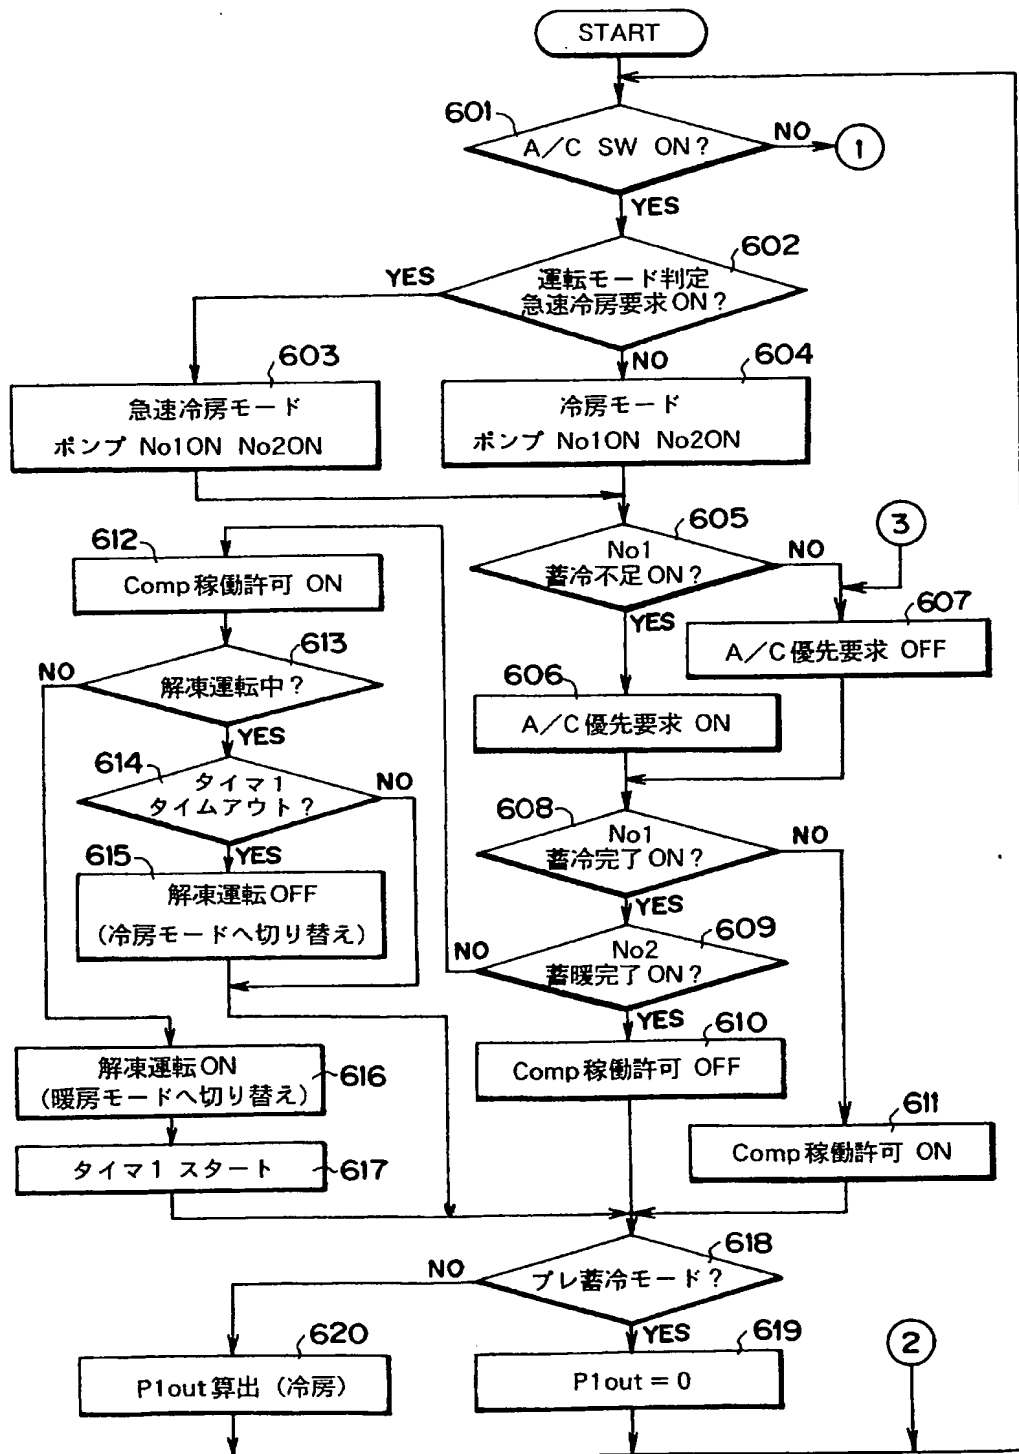 START
601
A/C SW ON?
NO
1
YES
602
運転モード判定
急速冷房要求ON?
YES
NO
603
急速冷房モード
ポンプ No1ON No2ON
604
冷房モード
ポンプ No1ON No2ON
605
No1
蓄冷不足ON?
NO
YES
3
607
A/C優先要求 OFF
606
A/C優先要求 ON
612
Comp稼働許可 ON
613
解凍運転中?
NO
YES
614
タイマ1
タイムアウト?
NO
YES
615
解凍運転OFF
(冷房モードへ切り替え)
608
No1
蓄冷完了ON?
NO
YES
609
No2
蓄暖完了ON?
NO
YES
610
Comp稼働許可 OFF
611
Comp稼働許可 ON
解凍運転ON
(暖房モードへ切り替え)
616
タイマ1 スタート
617
618
プレ蓄冷モード?
NO
YES
620
P1out算出(冷房)
619
P1out=0
2